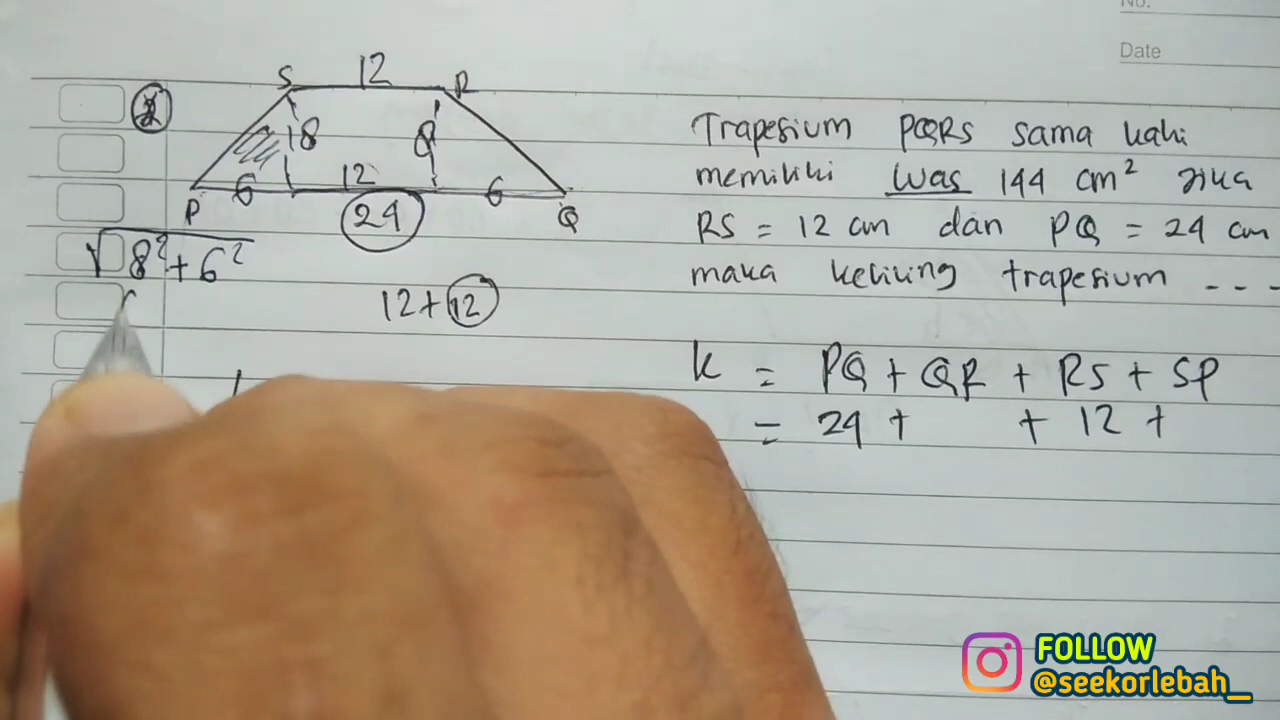 No.
Date
S 12 R
8 8
6 12 6
P 24 Q
√8²+6²
12+12
Trapesium PQRS sama kaki
memiliki luas 144 cm² jika
RS = 12 cm dan PQ = 24 cm
maka keliling trapesium ---
K = PQ + QR + RS + SP
= 24 + + 12 +
FOLLOW
@seekorlebah_